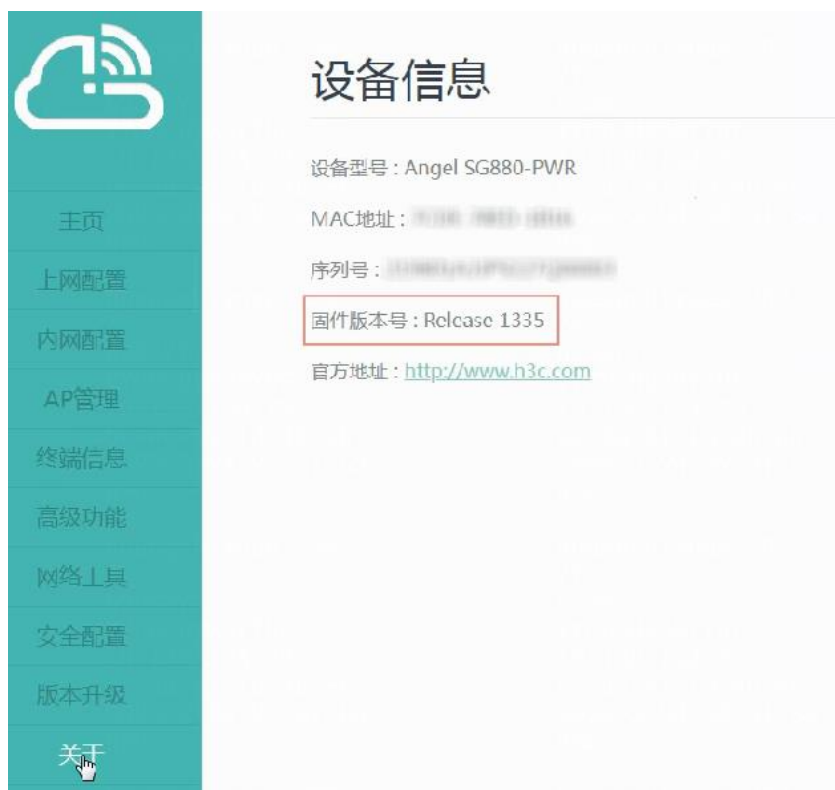 设备信息
设备型号 : Angel SG880-PWR
MAC地址 :
序列号 :
固件版本号 : Release 1335
官方地址 : http://www.h3c.com
主页
上网配置
内网配置
AP管理
终端信息
高级功能
网络工具
安全配置
版本升级
关于